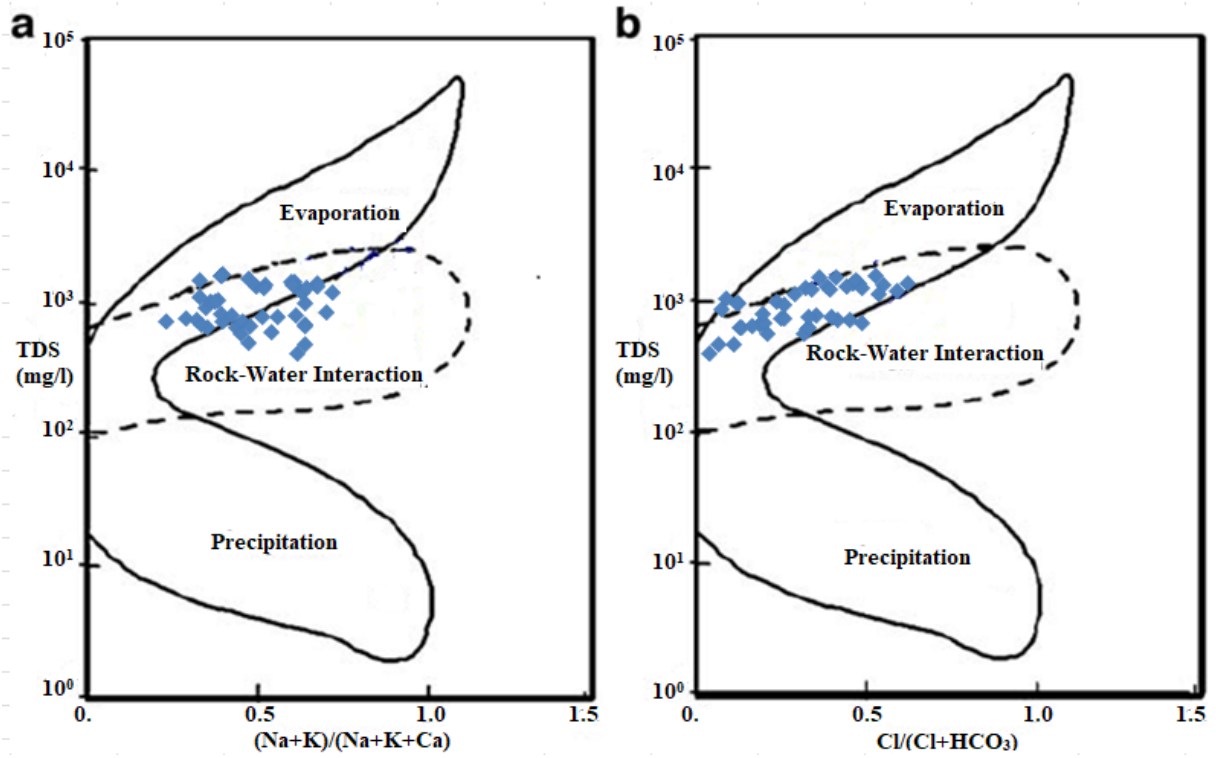 a
10⁵
10⁴
Evaporation
10³
TDS
(mg/l)
Rock-Water Interaction
10²
Precipitation
10¹
10⁰
0.
0.5
1.0
1:5
(Na+K)/(Na+K+Ca)
b
10⁵
10⁴
Evaporation
10³
TDS
(mg/l)
Rock-Water Interaction
10²
Precipitation
10¹
10⁰
0.
0.5
1.0
1:5
Cl/(Cl+HCO₃)